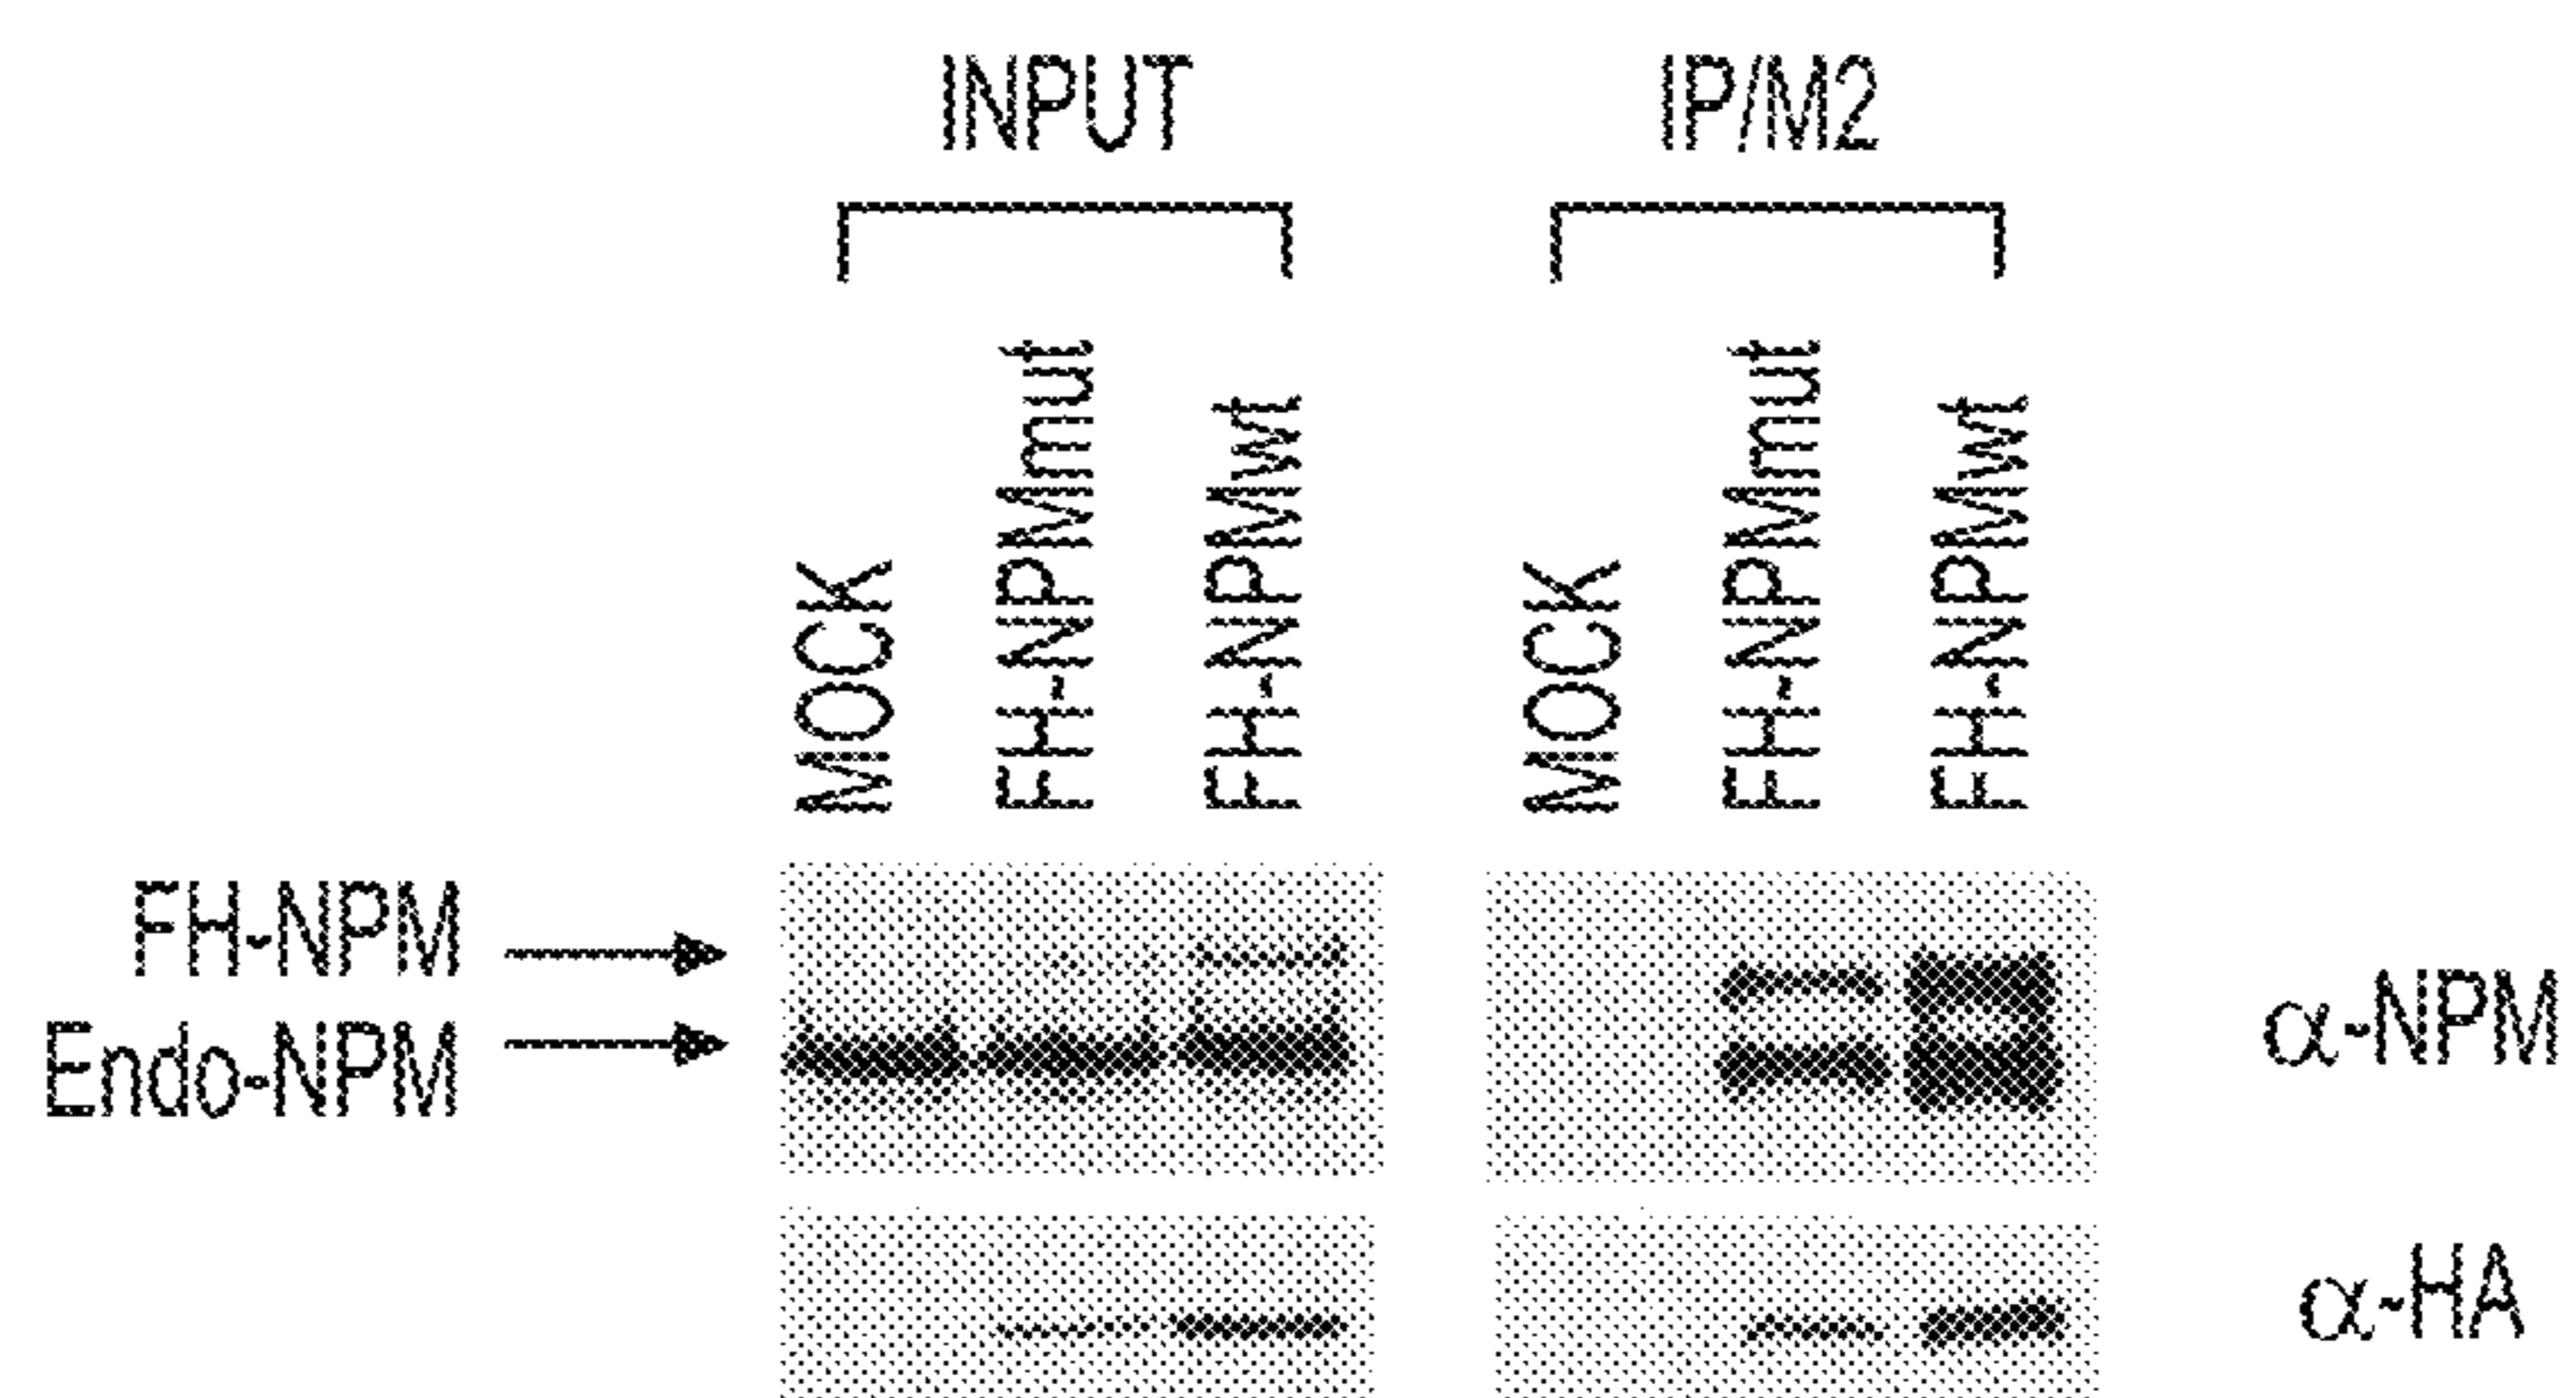 INPUT
IP/M2
MOCK
FH-NPMmut
FH-NPMwt
MOCK
FH-NPMmut
FH-NPMwt
FH-NPM
Endo-NPM
α-NPM
α-HA